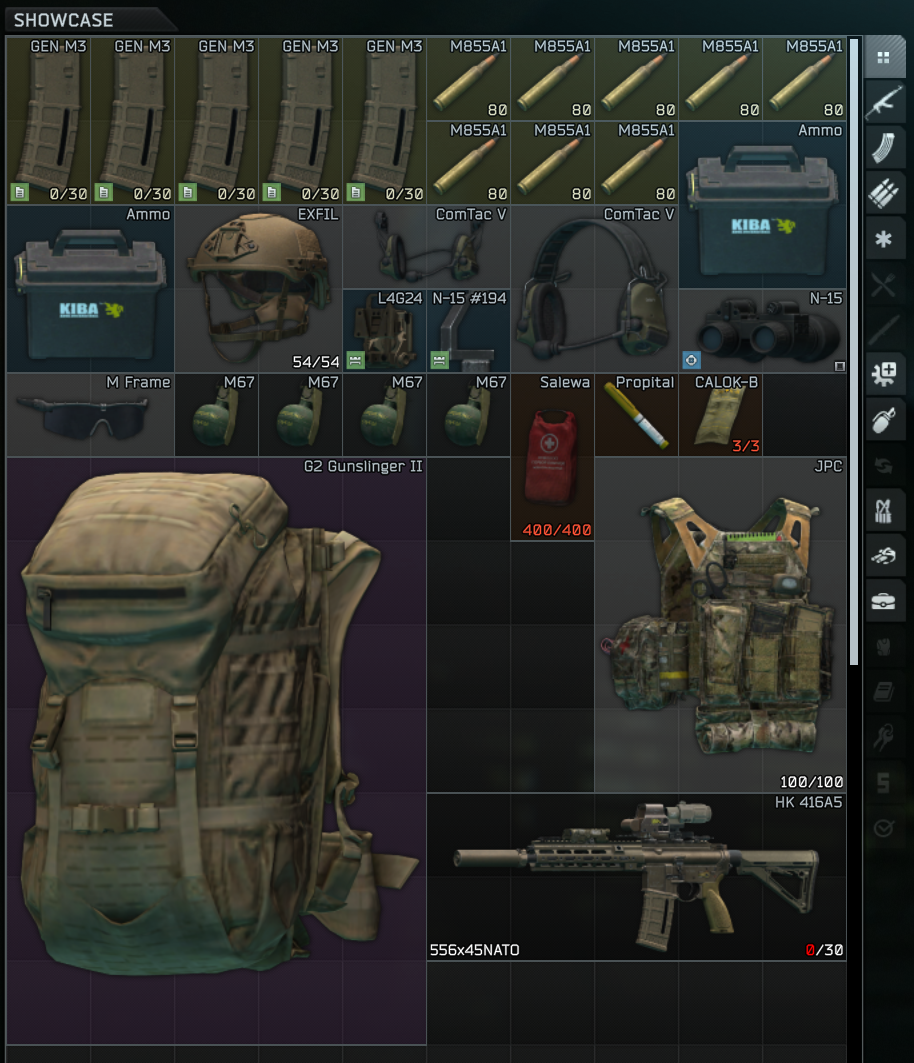 SHOWCASE
GEN M3 GEN M3 GEN M3 GEN M3 GEN M3 M855A1 M855A1 M855A1 M855A1 M855A1
80 80 80 80 80
M855A1 M855A1 M855A1 Ammo
0/30 0/30 0/30 0/30 0/30 80 80 80
KIBA
Ammo EXFIL ComTac V ComTac V
KIBA
L4G24 N-15 #194 N-15
54/54
M Frame M67 M67 M67 M67 Salewa Propital CALOK-B
3/3
G2 Gunslinger II JPC
400/400
100/100
HK 416A5
556x45NATO 0/30